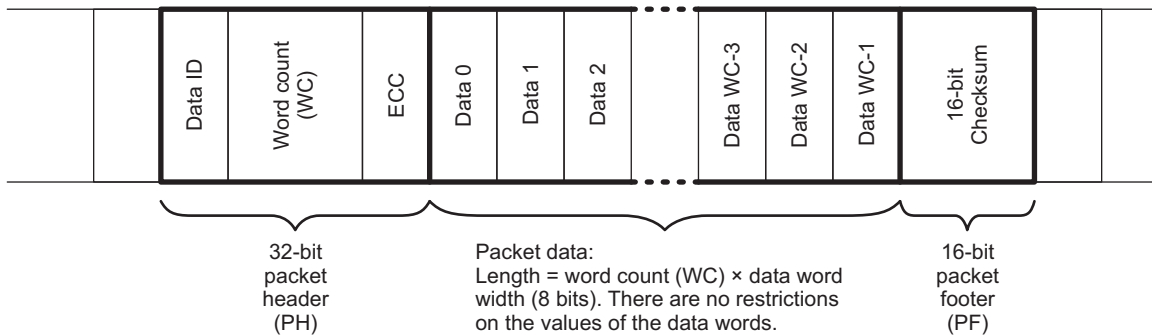 Data ID
Word count
(WC)
ECC
Data 0
Data 1
Data 2
Data WC-3
Data WC-2
Data WC-1
16-bit
Checksum
32-bit
packet
header
(PH)
Packet data:
Length = word count (WC) × data word
width (8 bits). There are no restrictions
on the values of the data words.
16-bit
packet
footer
(PF)